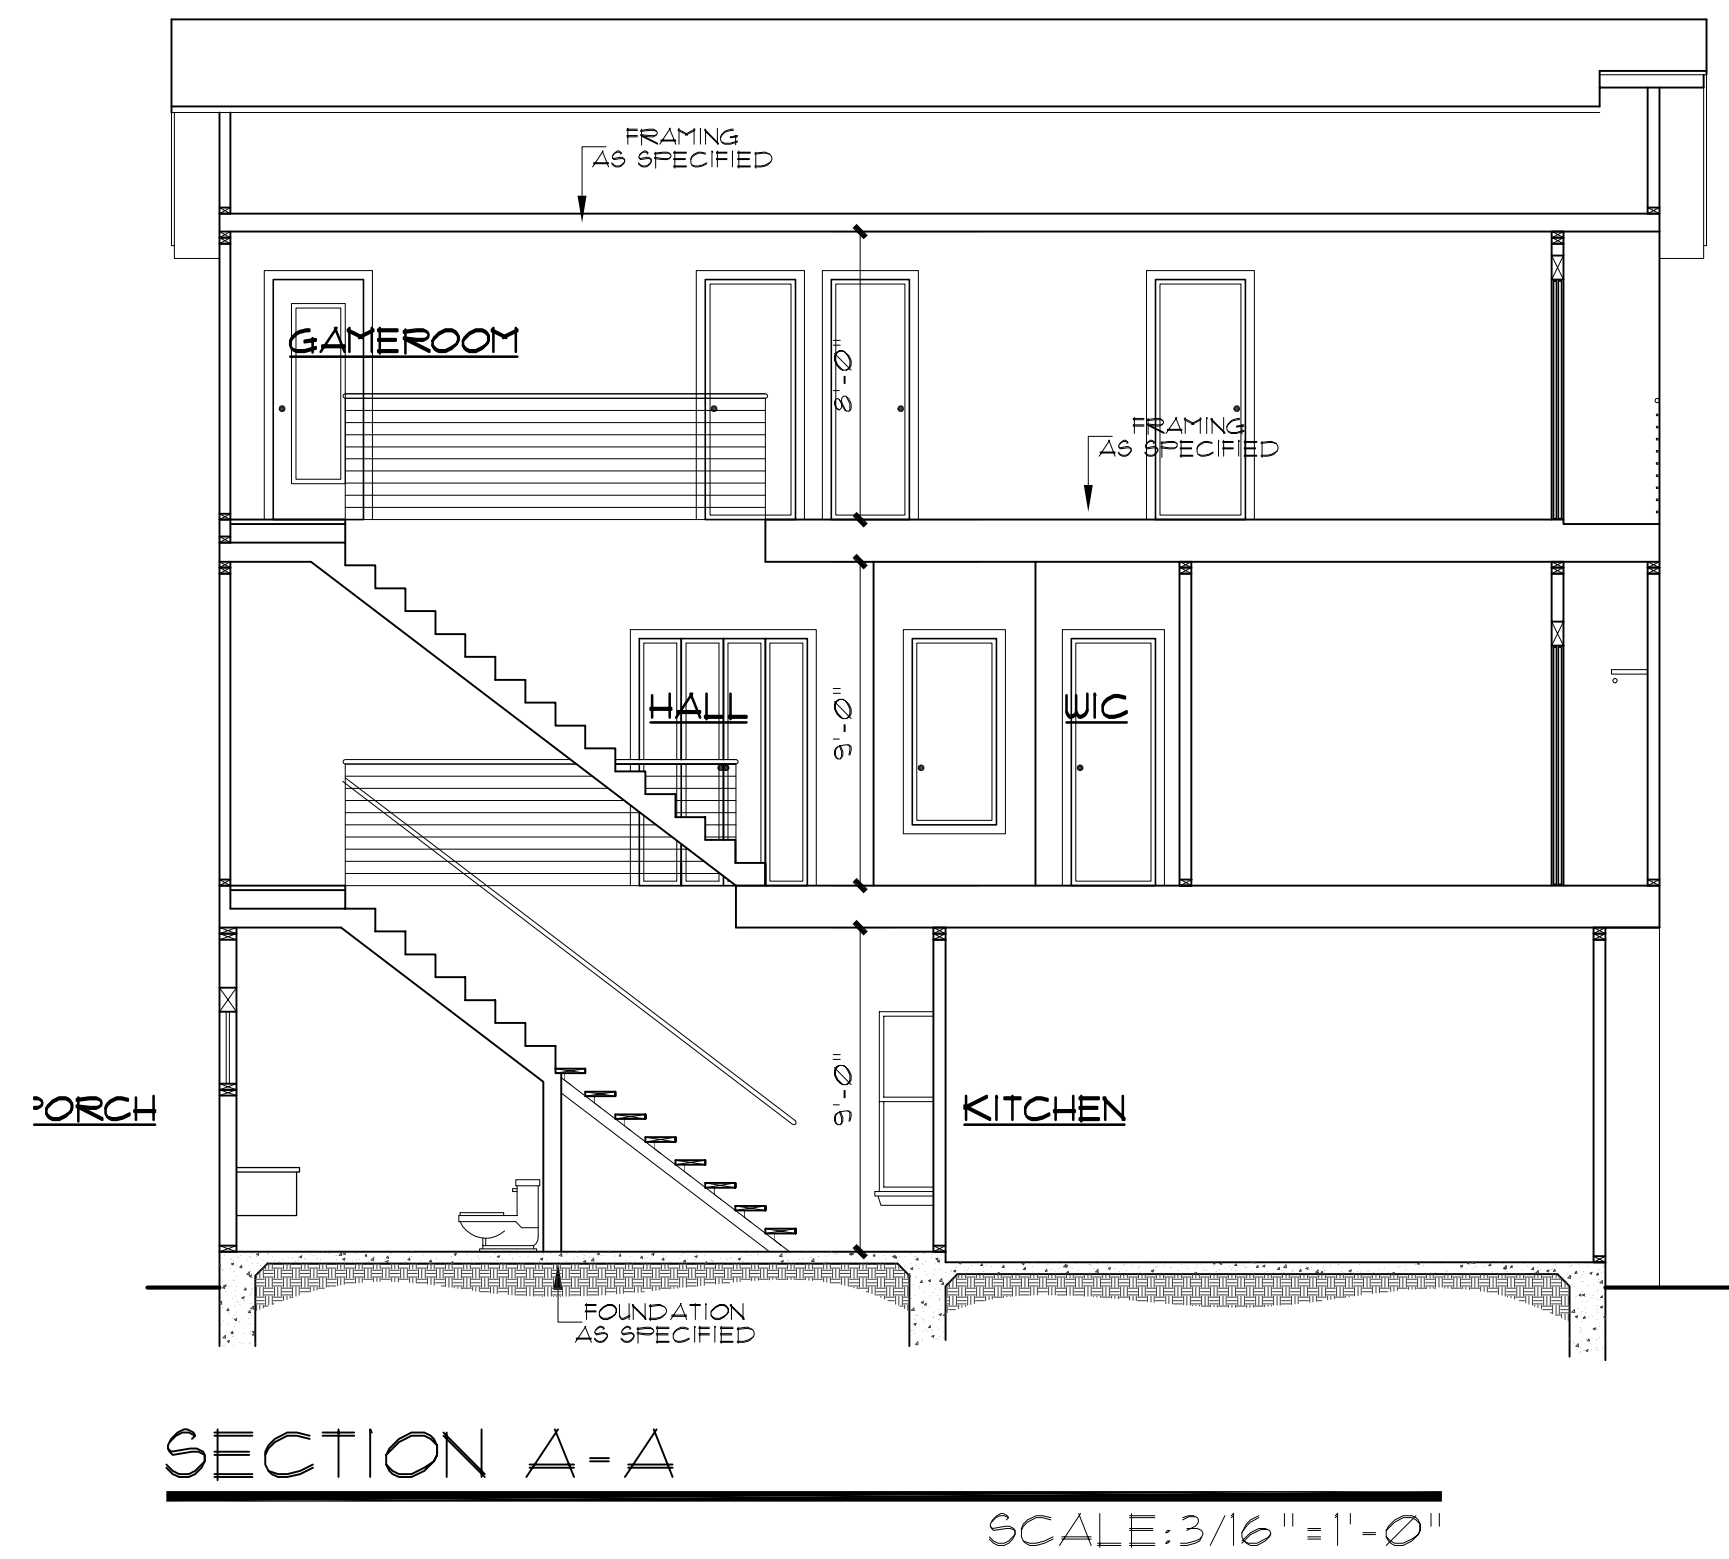 FRAMING
AS SPECIFIED
GAMEROOM
8'-0"
FRAMING
AS SPECIFIED
HALL
9'-0"
WIC
PORCH
9'-0"
KITCHEN
FOUNDATION
AS SPECIFIED
SECTION A-A
SCALE:3/16"=1'-0"